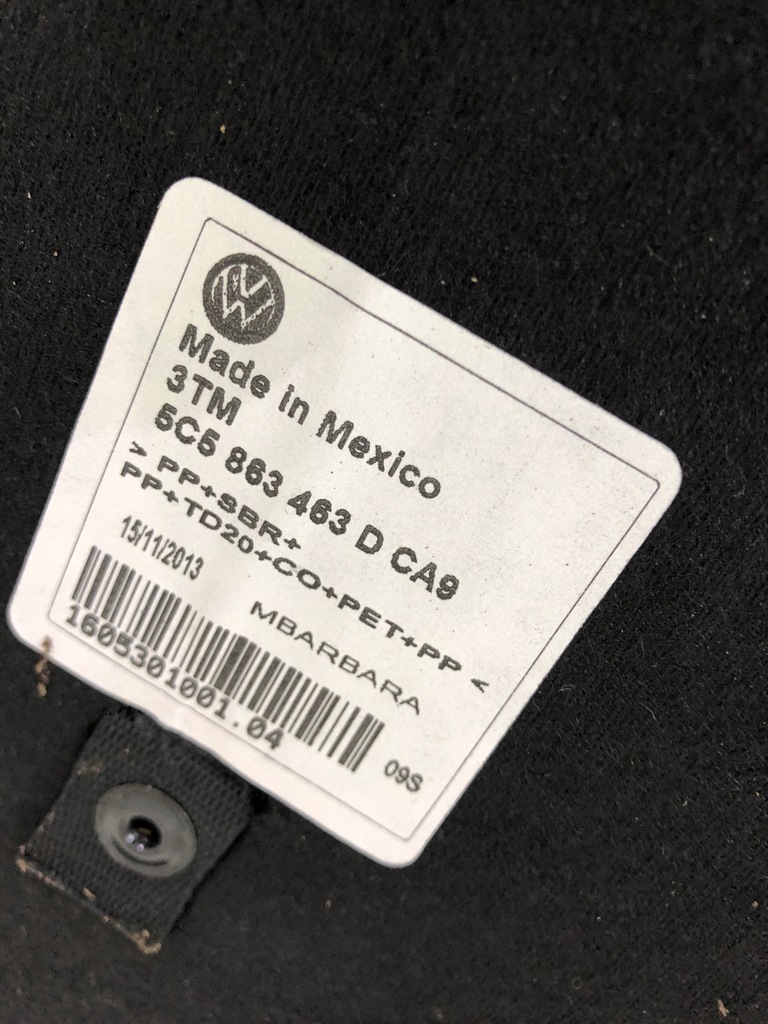 VW
Made in Mexico
3TM
5C5 863 463 D CA9
> PP+SBR+
PP+TD20+CO+PET+PP <
15/11/2013
MBARBARA
1605301001.04
09S